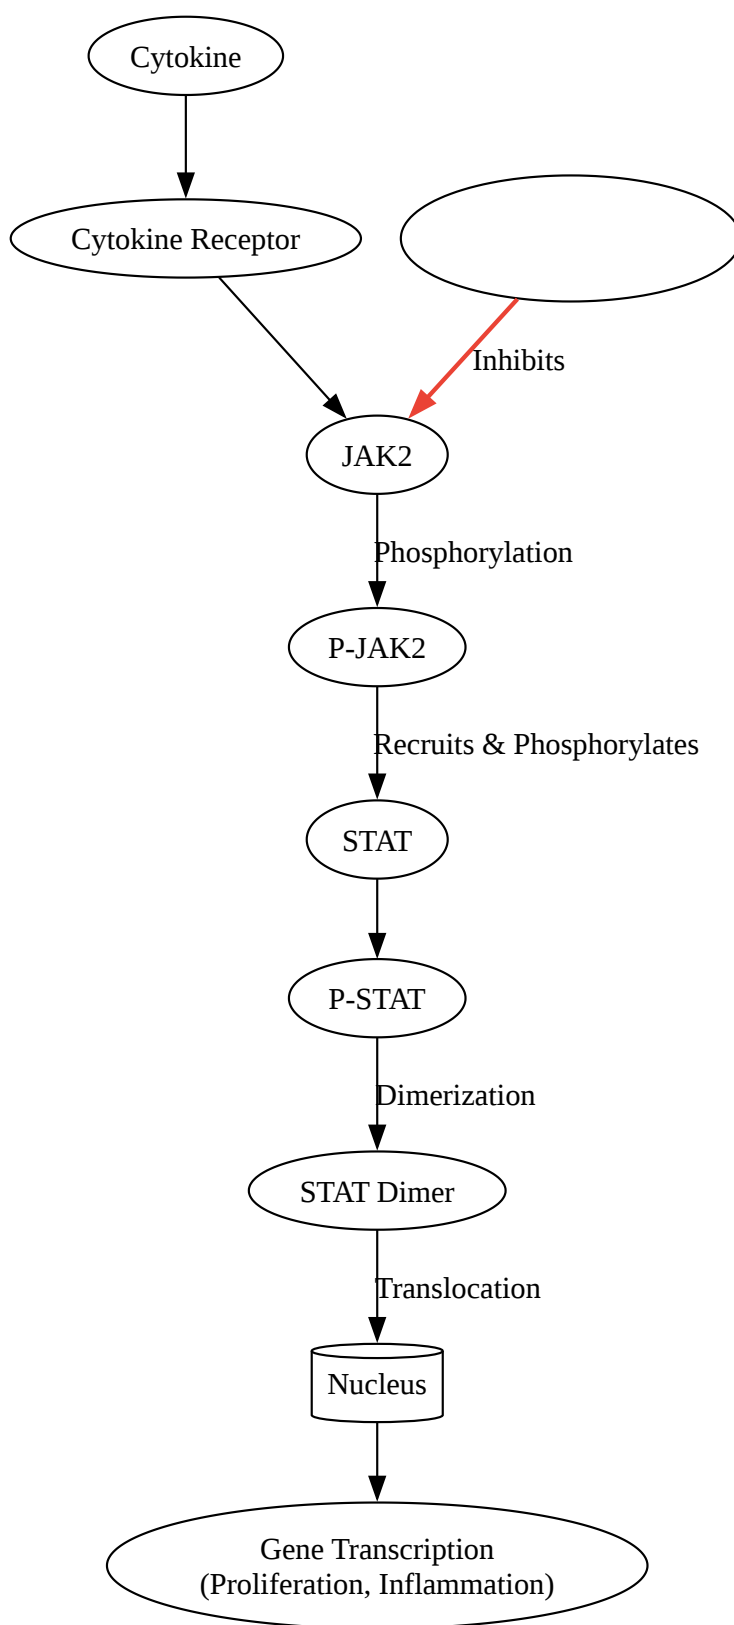 Cytokine
Cytokine Receptor
Inhibits
JAK2
Phosphorylation
P-JAK2
Recruits & Phosphorylates
STAT
P-STAT
Dimerization
STAT Dimer
Translocation
Nucleus
Gene Transcription
(Proliferation, Inflammation)